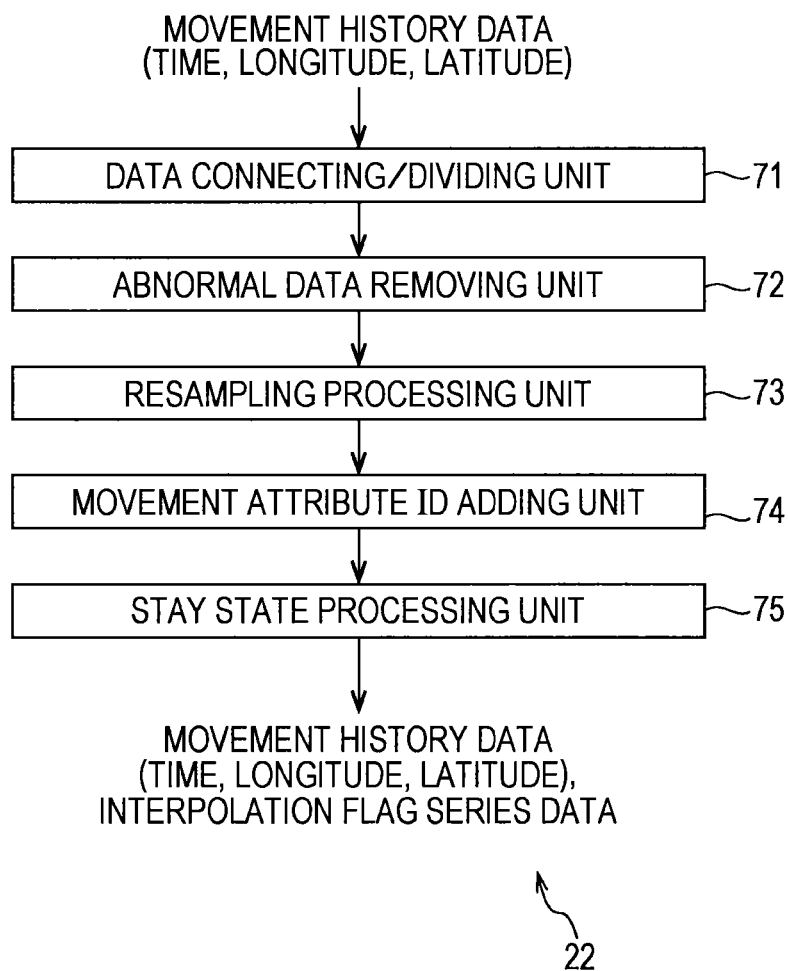 MOVEMENT HISTORY DATA
(TIME, LONGITUDE, LATITUDE)
DATA CONNECTING/DIVIDING UNIT 71
ABNORMAL DATA REMOVING UNIT 72
RESAMPLING PROCESSING UNIT 73
MOVEMENT ATTRIBUTE ID ADDING UNIT 74
STAY STATE PROCESSING UNIT 75
MOVEMENT HISTORY DATA
(TIME, LONGITUDE, LATITUDE),
INTERPOLATION FLAG SERIES DATA
22